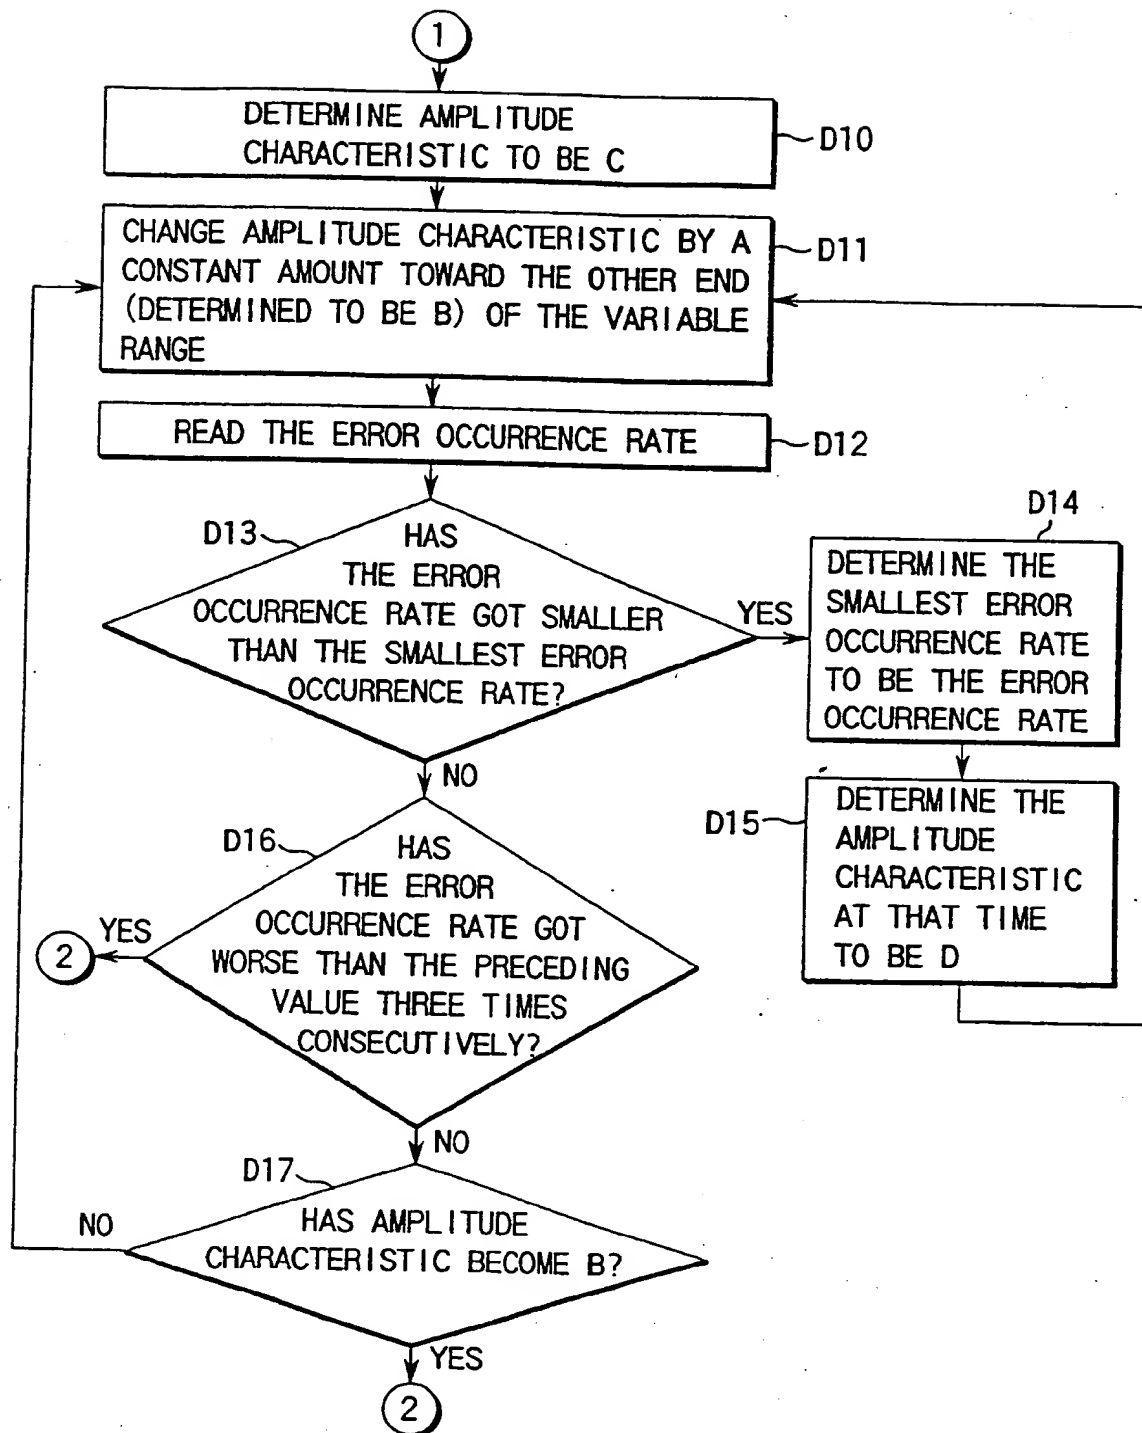 1
DETERMINE AMPLITUDE
CHARACTERISTIC TO BE C
D10
CHANGE AMPLITUDE CHARACTERISTIC BY A
CONSTANT AMOUNT TOWARD THE OTHER END
(DETERMINED TO BE B) OF THE VARIABLE
RANGE
D11
READ THE ERROR OCCURRENCE RATE
D12
D13
HAS
THE ERROR
OCCURRENCE RATE GOT SMALLER
THAN THE SMALLEST ERROR
OCCURRENCE RATE?
YES
NO
D14
DETERMINE THE
SMALLEST ERROR
OCCURRENCE RATE
TO BE THE ERROR
OCCURRENCE RATE
D15
DETERMINE THE
AMPLITUDE
CHARACTERISTIC
AT THAT TIME
TO BE D
D16
HAS
THE ERROR
OCCURRENCE RATE GOT
WORSE THAN THE PRECEDING
VALUE THREE TIMES
CONSECUTIVELY?
YES
2
NO
D17
HAS AMPLITUDE
CHARACTERISTIC BECOME B?
NO
YES
2